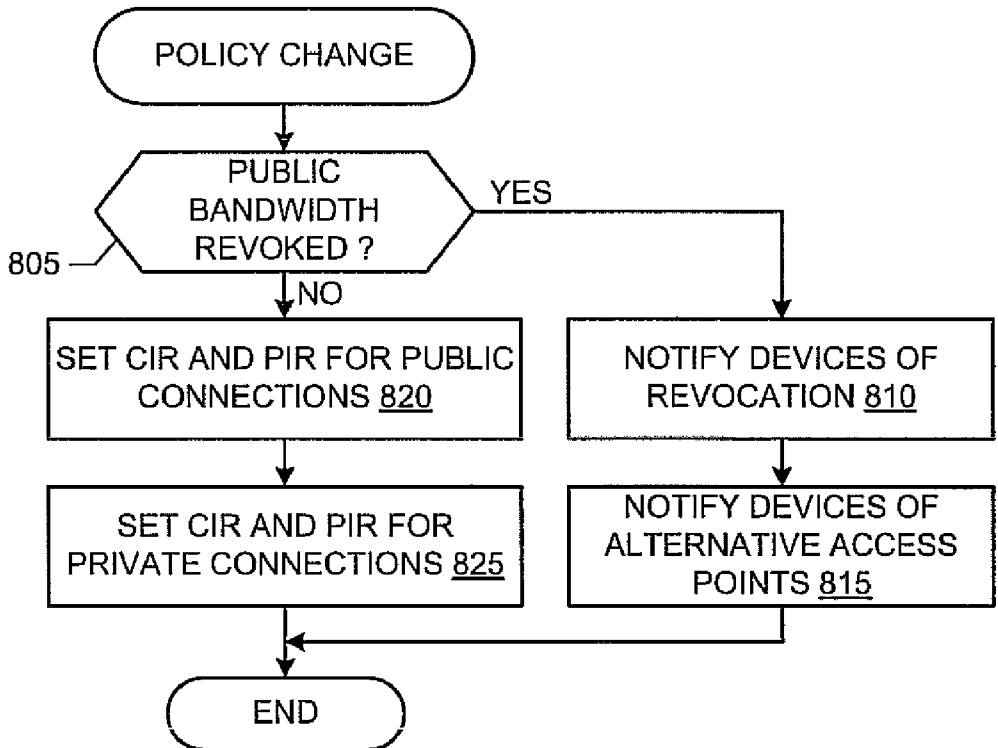 POLICY CHANGE
PUBLIC
BANDWIDTH
REVOKED ?
805
YES
NO
SET CIR AND PIR FOR PUBLIC
CONNECTIONS 820
NOTIFY DEVICES OF
REVOCATION 810
SET CIR AND PIR FOR
PRIVATE CONNECTIONS 825
NOTIFY DEVICES OF
ALTERNATIVE ACCESS
POINTS 815
END